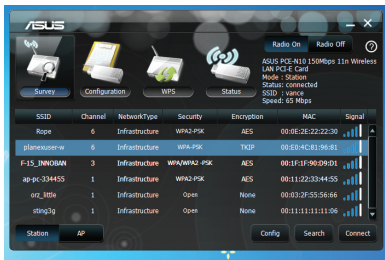 ASUS
Radio On Radio Off
ASUS PCE-N10 150Mbps 11n Wireless
LAN PCI-E Card
Mode : Station
Status: connected
SSID : vance
Speed: 65 Mbps
Survey Configuration WPS Status
SSID Channel NetworkType Security Encryption MAC Signal
Rope 6 Infrastructure WPA2-PSK AES 00:0E:2E:22:22:30
planexuser-w 6 Infrastructure WPA-PSK TKIP 00:E0:4C:81:96:81
F-15_INNOBAN 3 Infrastructure WPA/WPA2 -PSK AES 00:1F:1F:90:D9:D1
ap-pc-334455 1 Infrastructure WPA2-PSK AES 00:11:22:33:44:55
orz_little 1 Infrastructure Open None 00:03:2F:55:56:66
sting3g 1 Infrastructure Open None 00:11:11:11:11:06
Station AP Config Search Connect